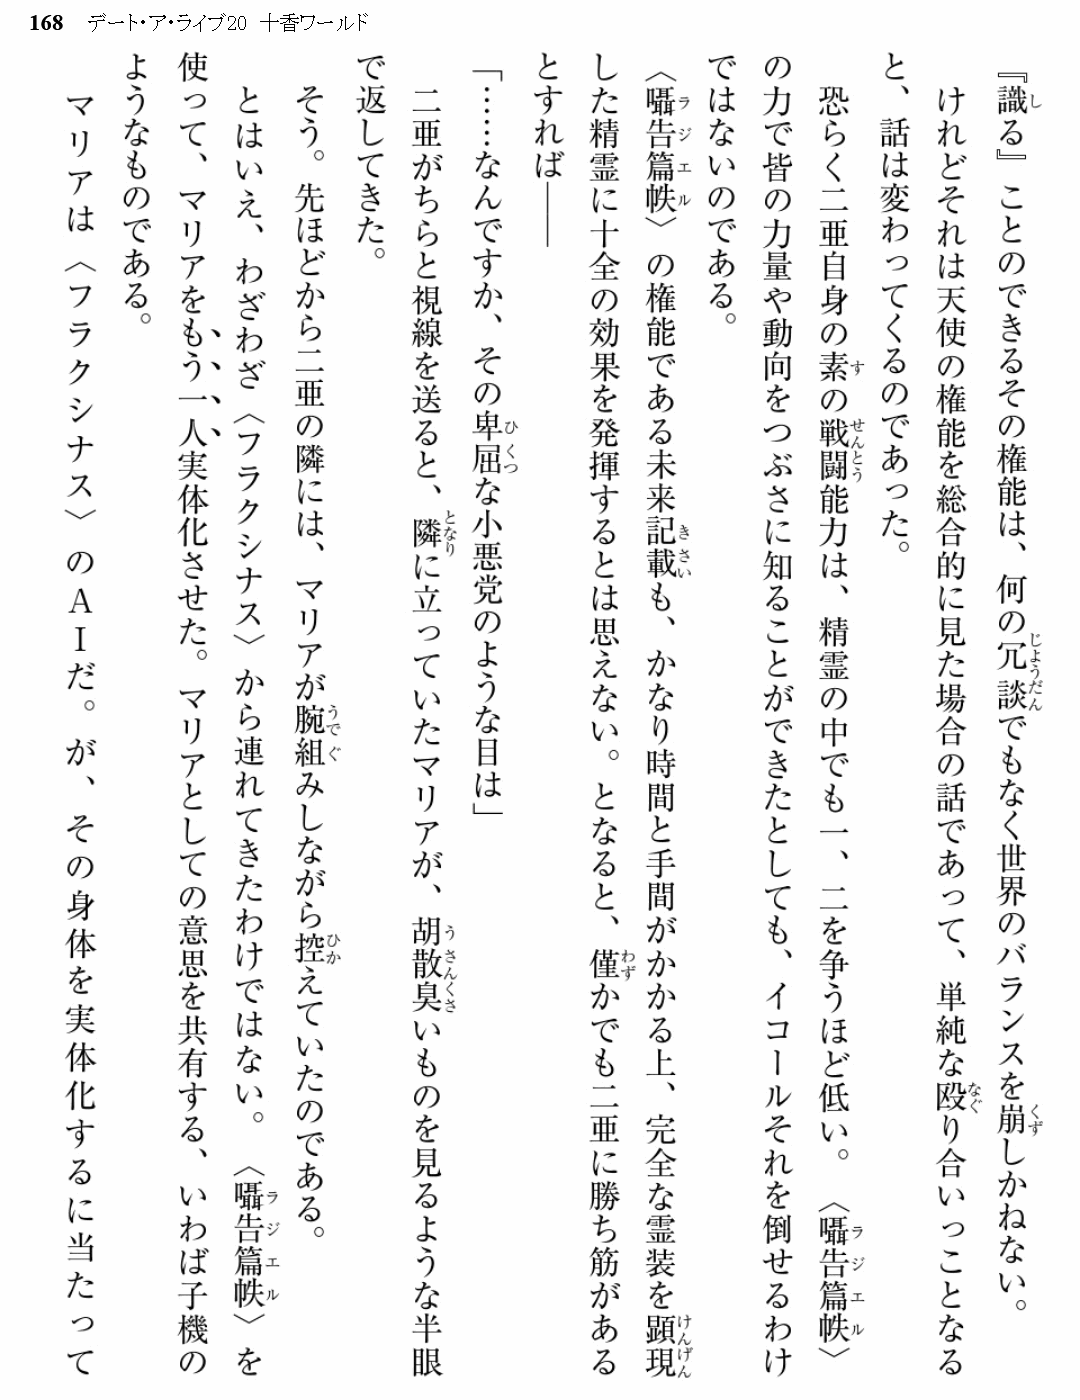 168 デート・ア・ライブ20 十香ワールド
『識る』ことのできるその権能は、何の冗談でもなく世界のバランスを崩しかねない。
けれどそれは天使の権能を総合的に見た場合の話であって、単純な殴り合いっことなる
と、話は変わってくるのであった。
恐らく二亜自身の素の戦闘能力は、精霊の中でも一、二を争うほど低い。〈囁告篇帙〉
の力で皆の力量や動向をつぶさに知ることができたとしても、イコールそれを倒せるわけ
ではないのである。
〈囁告篇帙〉の権能である未来記載も、かなり時間と手間がかかる上、完全な霊装を顕現
した精霊に十全の効果を発揮するとは思えない。となると、僅かでも二亜に勝ち筋がある
とすれば――
「……なんですか、その卑屈な小悪党のような目は」
二亜がちらと視線を送ると、隣に立っていたマリアが、胡散臭いものを見るような半眼
で返してきた。
そう。先ほどから二亜の隣には、マリアが腕組みしながら控えていたのである。
とはいえ、わざわざ〈フラクシナス〉から連れてきたわけではない。〈囁告篇帙〉を
使って、マリアをもう一人実体化させた。マリアとしての意思を共有する、いわば子機の
ようなものである。
マリアは〈フラクシナス〉のＡＩだ。が、その身体を実体化するに当たって